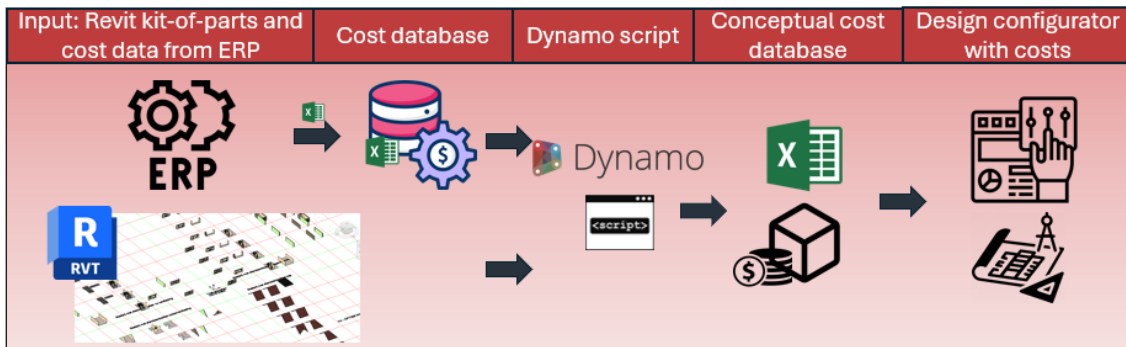 Input: Revit kit-of-parts and
cost data from ERP
Cost database
Dynamo script
Conceptual cost
database
Design configurator
with costs
ERP
X
X
$
Dynamo
<script>
X
$
R
RVT